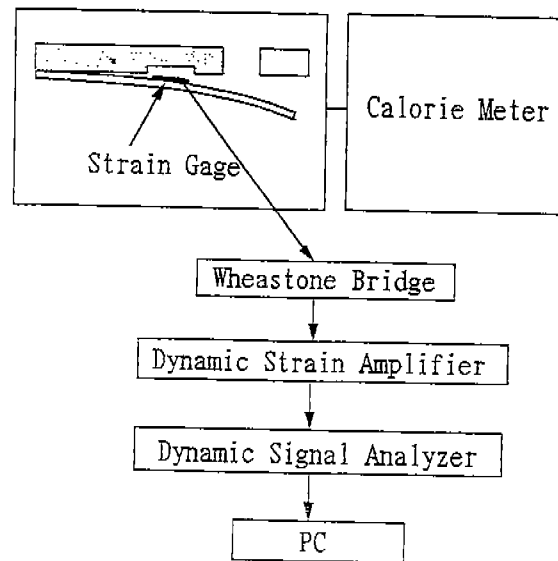 Calorie Meter
Strain Gage
Wheastone Bridge
Dynamic Strain Amplifier
Dynamic Signal Analyzer
PC